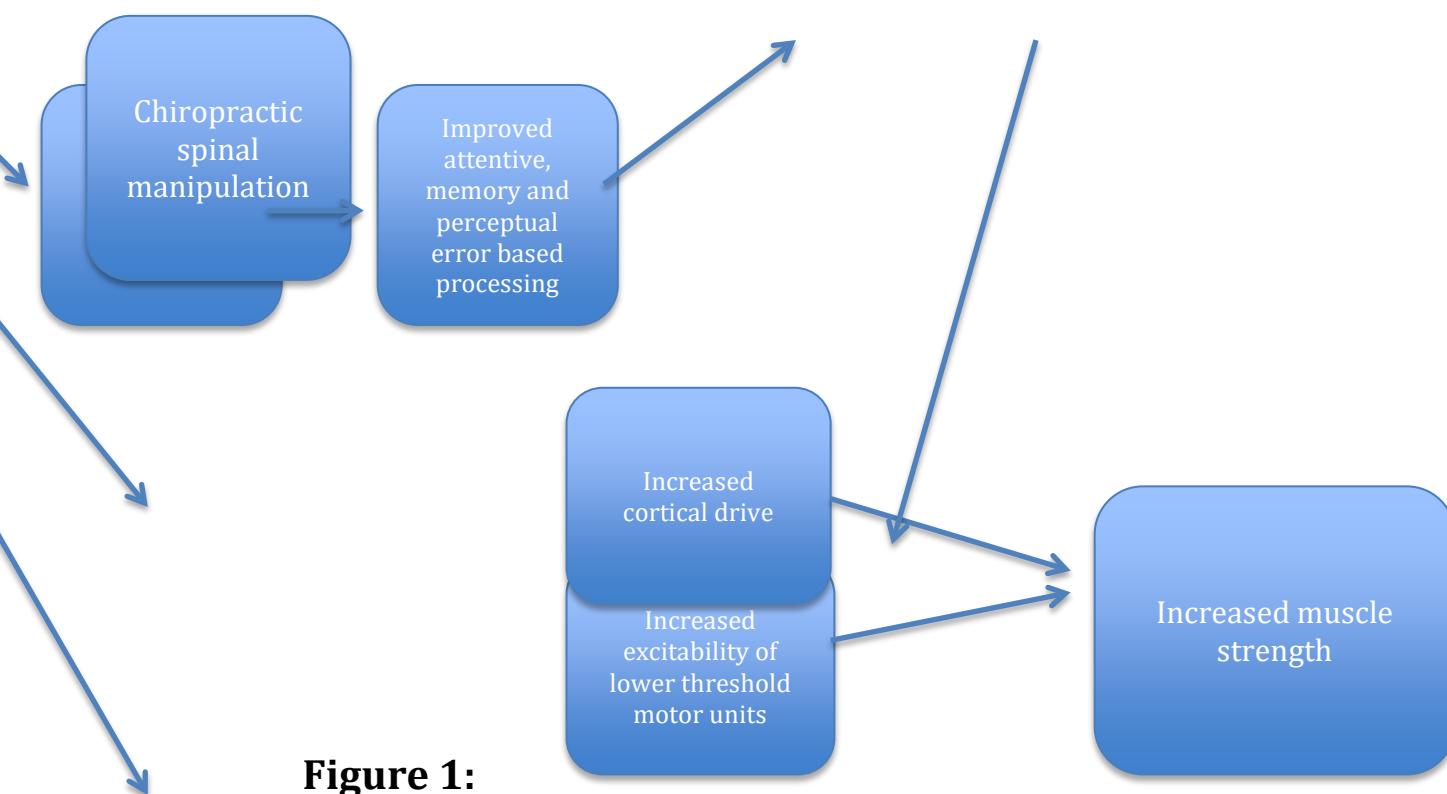 Chiropractic
spinal
manipulation
Improved
attentive,
memory and
perceptual
error based
processing
Increased
cortical drive
Increased
excitability of
lower threshold
motor units
Increased muscle
strength
Figure 1: